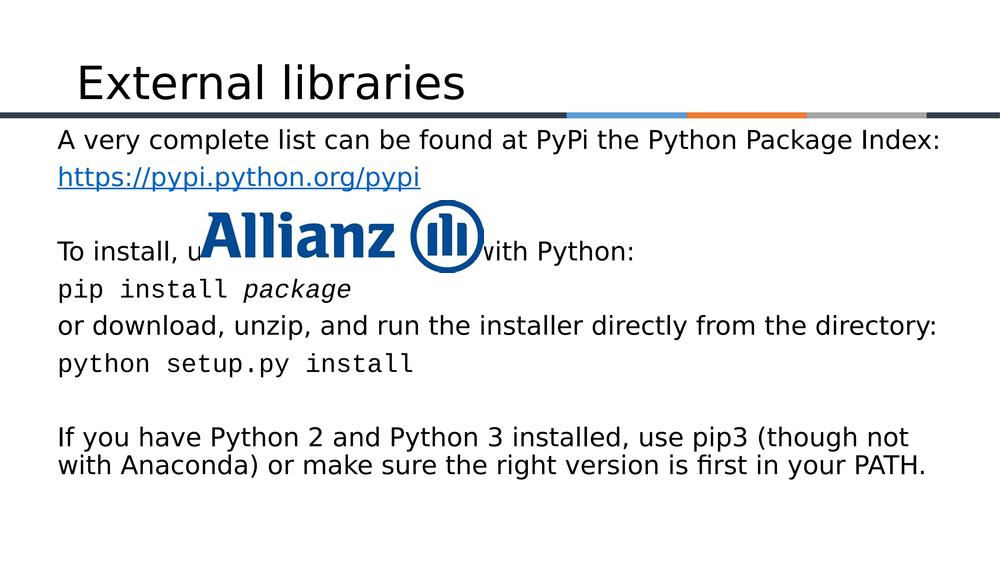 External libraries
A very complete list can be found at PyPi the Python Package Index:
https://pypi.python.org/pypi
Allianz
To install, with Python:
pip install package
or download, unzip, and run the installer directly from the directory:
python setup.py install
If you have Python 2 and Python 3 installed, use pip3 (though not
with Anaconda) or make sure the right version is first in your PATH.